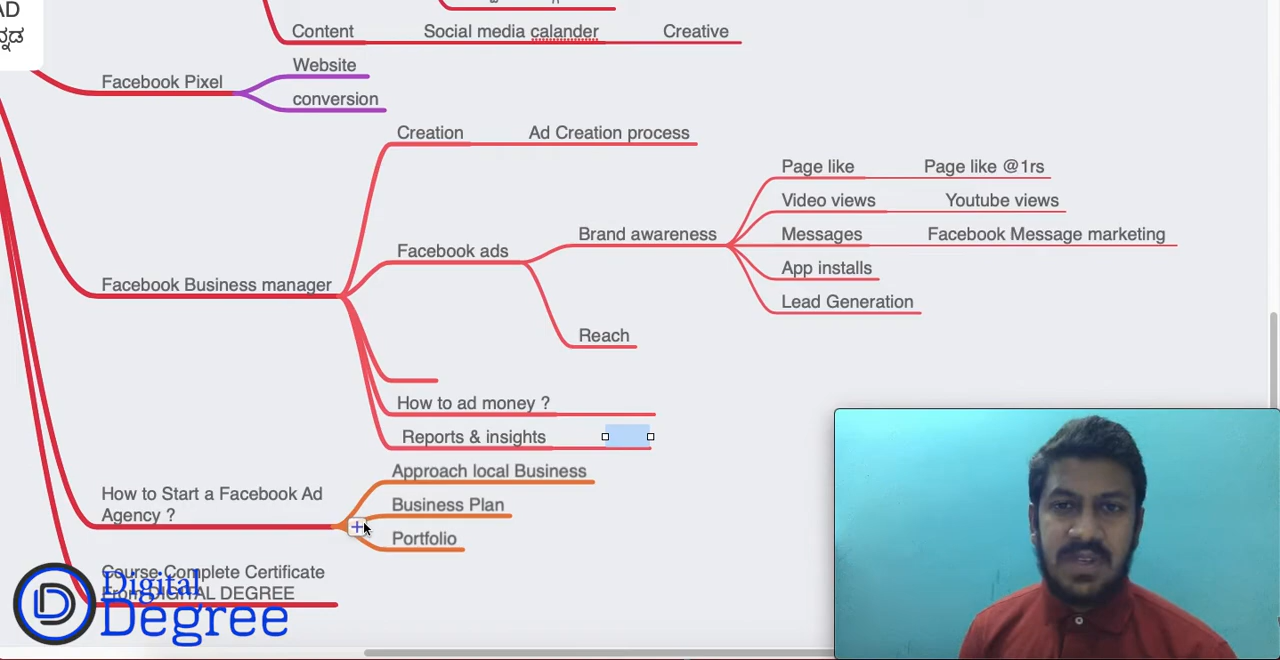 AD
Content Social media calander Creative
Facebook Pixel
Website
conversion
Creation Ad Creation process
Page like Page like @1rs
Video views Youtube views
Messages Facebook Message marketing
App installs
Lead Generation
Brand awareness
Facebook ads
Reach
Facebook Business manager
How to ad money ?
Reports & insights
Approach local Business
Business Plan
Portfolio
How to Start a Facebook Ad
Agency ?
Course Complete Certificate
From DIGITAL DEGREE
Digital
Degree